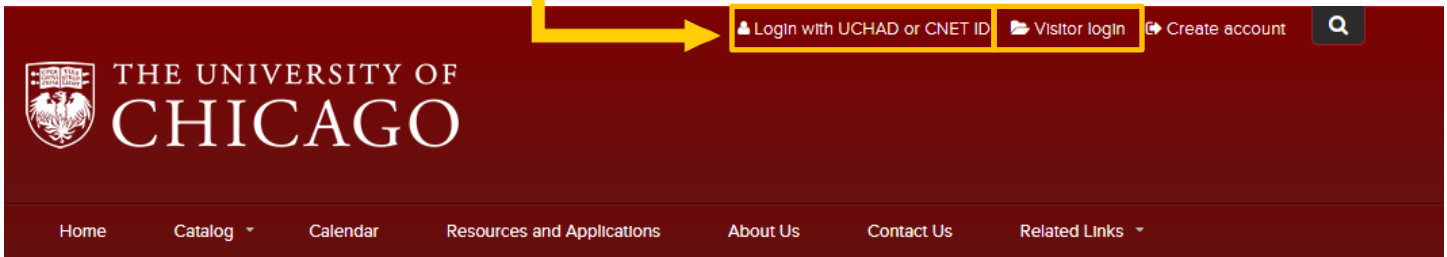 Login with UCHAD or CNET ID Visitor login Create account
THE UNIVERSITY OF
CHICAGO
Home Catalog Calendar Resources and Applications About Us Contact Us Related Links